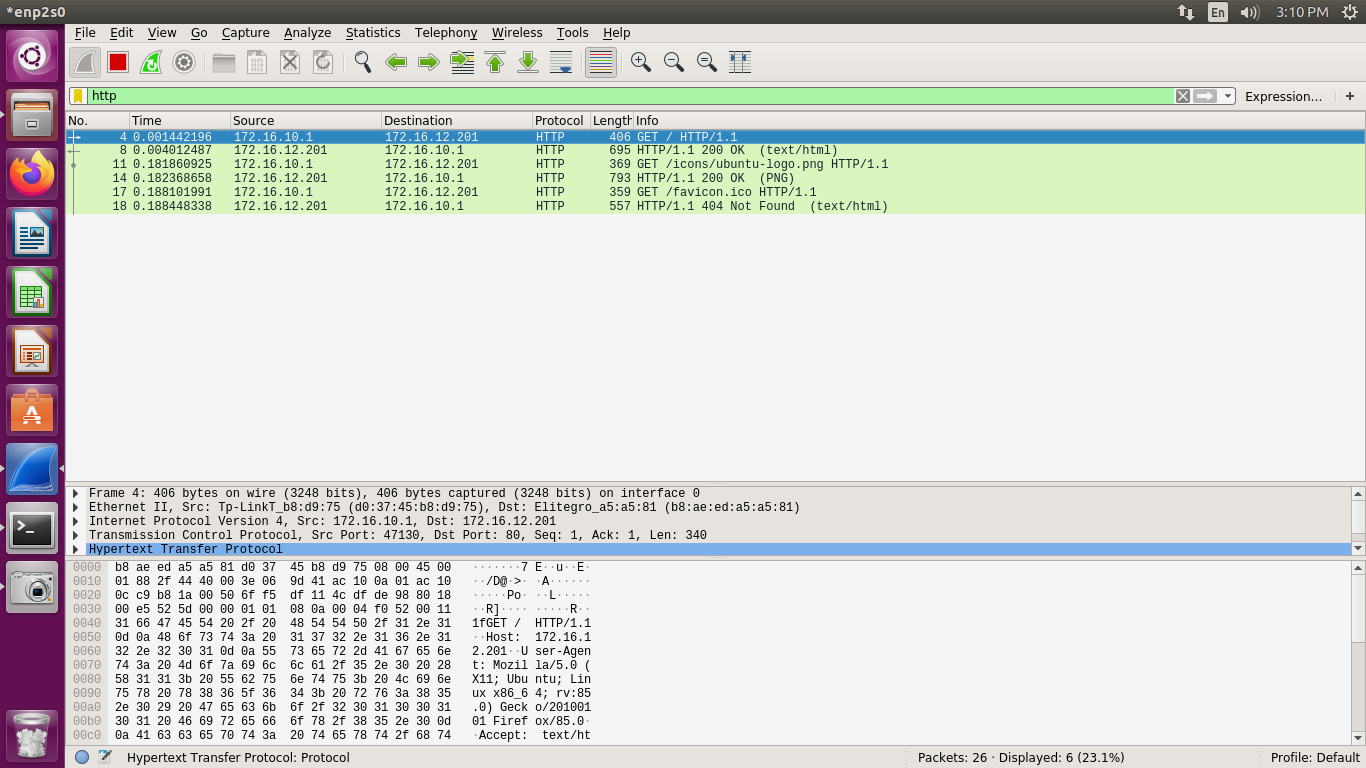 *enp2s0
En
3:10 PM
File Edit View Go Capture Analyze Statistics Telephony Wireless Tools Help
http
Expression…
+
No. Time Source Destination Protocol Length Info
4 0.001442196 172.16.10.1 172.16.12.201 HTTP 406 GET / HTTP/1.1
8 0.004012487 172.16.12.201 172.16.10.1 HTTP 695 HTTP/1.1 200 OK (text/html)
11 0.181860925 172.16.10.1 172.16.12.201 HTTP 369 GET /icons/ubuntu-logo.png HTTP/1.1
14 0.182368658 172.16.12.201 172.16.10.1 HTTP 793 HTTP/1.1 200 OK (PNG)
17 0.188101991 172.16.10.1 172.16.12.201 HTTP 359 GET /favicon.ico HTTP/1.1
18 0.188448338 172.16.12.201 172.16.10.1 HTTP 557 HTTP/1.1 404 Not Found (text/html)
Frame 4: 406 bytes on wire (3248 bits), 406 bytes captured (3248 bits) on interface 0
Ethernet II, Src: Tp-LinkT_b8:d9:75 (d0:37:45:b8:d9:75), Dst: Elitegro_a5:a5:81 (b8:ae:ed:a5:a5:81)
Internet Protocol Version 4, Src: 172.16.10.1, Dst: 172.16.12.201
Transmission Control Protocol, Src Port: 47130, Dst Port: 80, Seq: 1, Ack: 1, Len: 340
Hypertext Transfer Protocol
0000 b8 ae ed a5 a5 81 d0 37 45 b8 d9 75 08 00 45 00 ·······7 E··u··E·
0010 01 88 2f 44 40 00 3e 06 9d 41 ac 10 0a 01 ac 10 ··/D@·>· ·A······
0020 0c c9 b8 1a 00 50 6f f5 df 11 4c df de 98 80 18 ·····Po· ··L·····
0030 00 e5 52 5d 00 00 01 01 08 0a 00 04 f0 52 00 11 ··R]···· ·····R··
0040 31 66 47 45 54 20 2f 20 48 54 54 50 2f 31 2e 31 1fGET / HTTP/1.1
0050 0d 0a 48 6f 73 74 3a 20 31 37 32 2e 31 36 2e 31 ··Host: 172.16.1
0060 32 2e 32 30 31 0d 0a 55 73 65 72 2d 41 67 65 6e 2.201··U ser-Agen
0070 74 3a 20 4d 6f 7a 69 6c 6c 61 2f 35 2e 30 20 28 t: Mozil la/5.0 (
0080 58 31 31 3b 20 55 62 75 6e 74 75 3b 20 4c 69 6e X11; Ubu ntu; Lin
0090 75 78 20 78 38 36 5f 36 34 3b 20 72 76 3a 38 35 ux x86_6 4; rv:85
00a0 2e 30 29 20 47 65 63 6b 6f 2f 32 30 31 30 30 31 .0) Geck o/201001
00b0 30 31 20 46 69 72 65 66 6f 78 2f 38 35 2e 30 0d 01 Firef ox/85.0·
00c0 0a 41 63 63 65 70 74 3a 20 74 65 78 74 2f 68 74 ·Accept: text/ht
Hypertext Transfer Protocol: Protocol
Packets: 26 · Displayed: 6 (23.1%)
Profile: Default